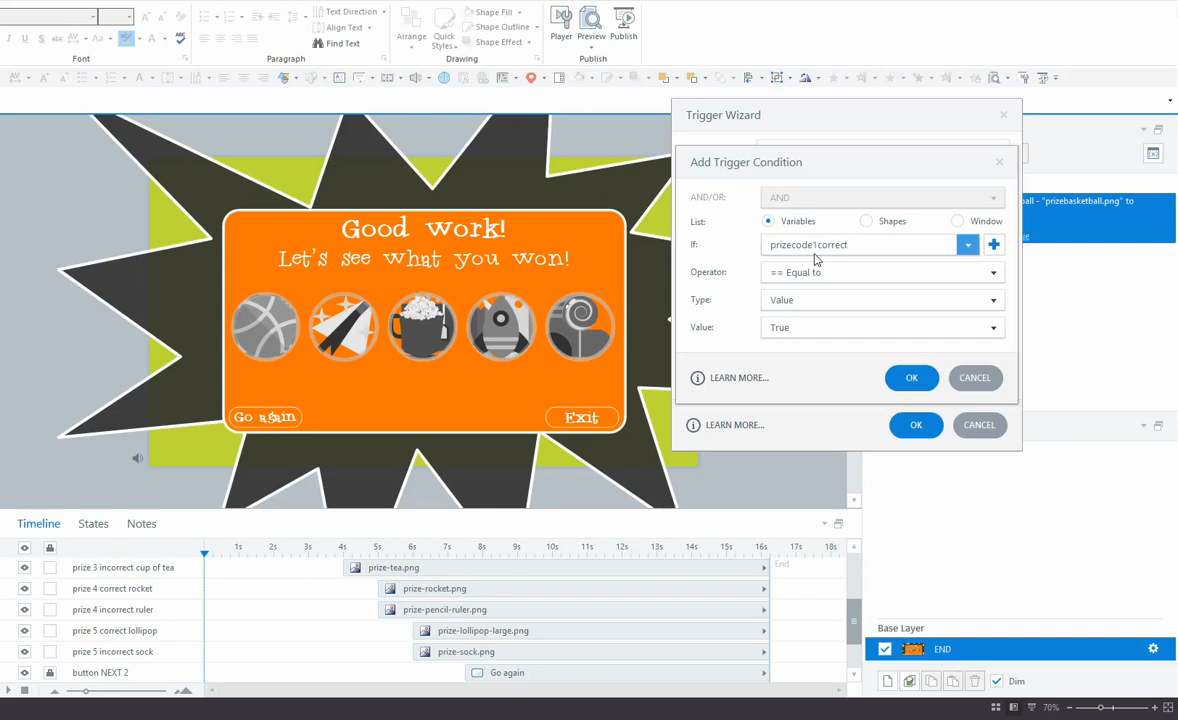 Text Direction
Align Text
Find Text
Arrange
Quick Styles
Shape Fill
Shape Outline
Shape Effect
Player
Preview
Publish
Font
Paragraph
Drawing
Publish
Trigger Wizard
Add Trigger Condition
AND/OR: AND
List: Variables Shapes Window
If: prizecode1correct
Operator: == Equal to
Type: Value
Value: True
LEARN MORE... OK CANCEL
LEARN MORE... OK CANCEL
ball - "prizebasketball.png" to
Good work!
Let's see what you won!
Go again
Exit
Timeline States Notes
1s 2s 3s 4s 5s 6s 7s 8s 9s 10s 11s 12s 13s 14s 15s 16s 17s 18s
prize 3 incorrect cup of tea prize-tea.png End
prize 4 correct rocket prize-rocket.png
prize 4 incorrect ruler prize-pencil-ruler.png
prize 5 correct lollipop prize-lollipop-large.png
prize 5 incorrect sock prize-sock.png
button NEXT 2 Go again
Base Layer
END
Dim
70%